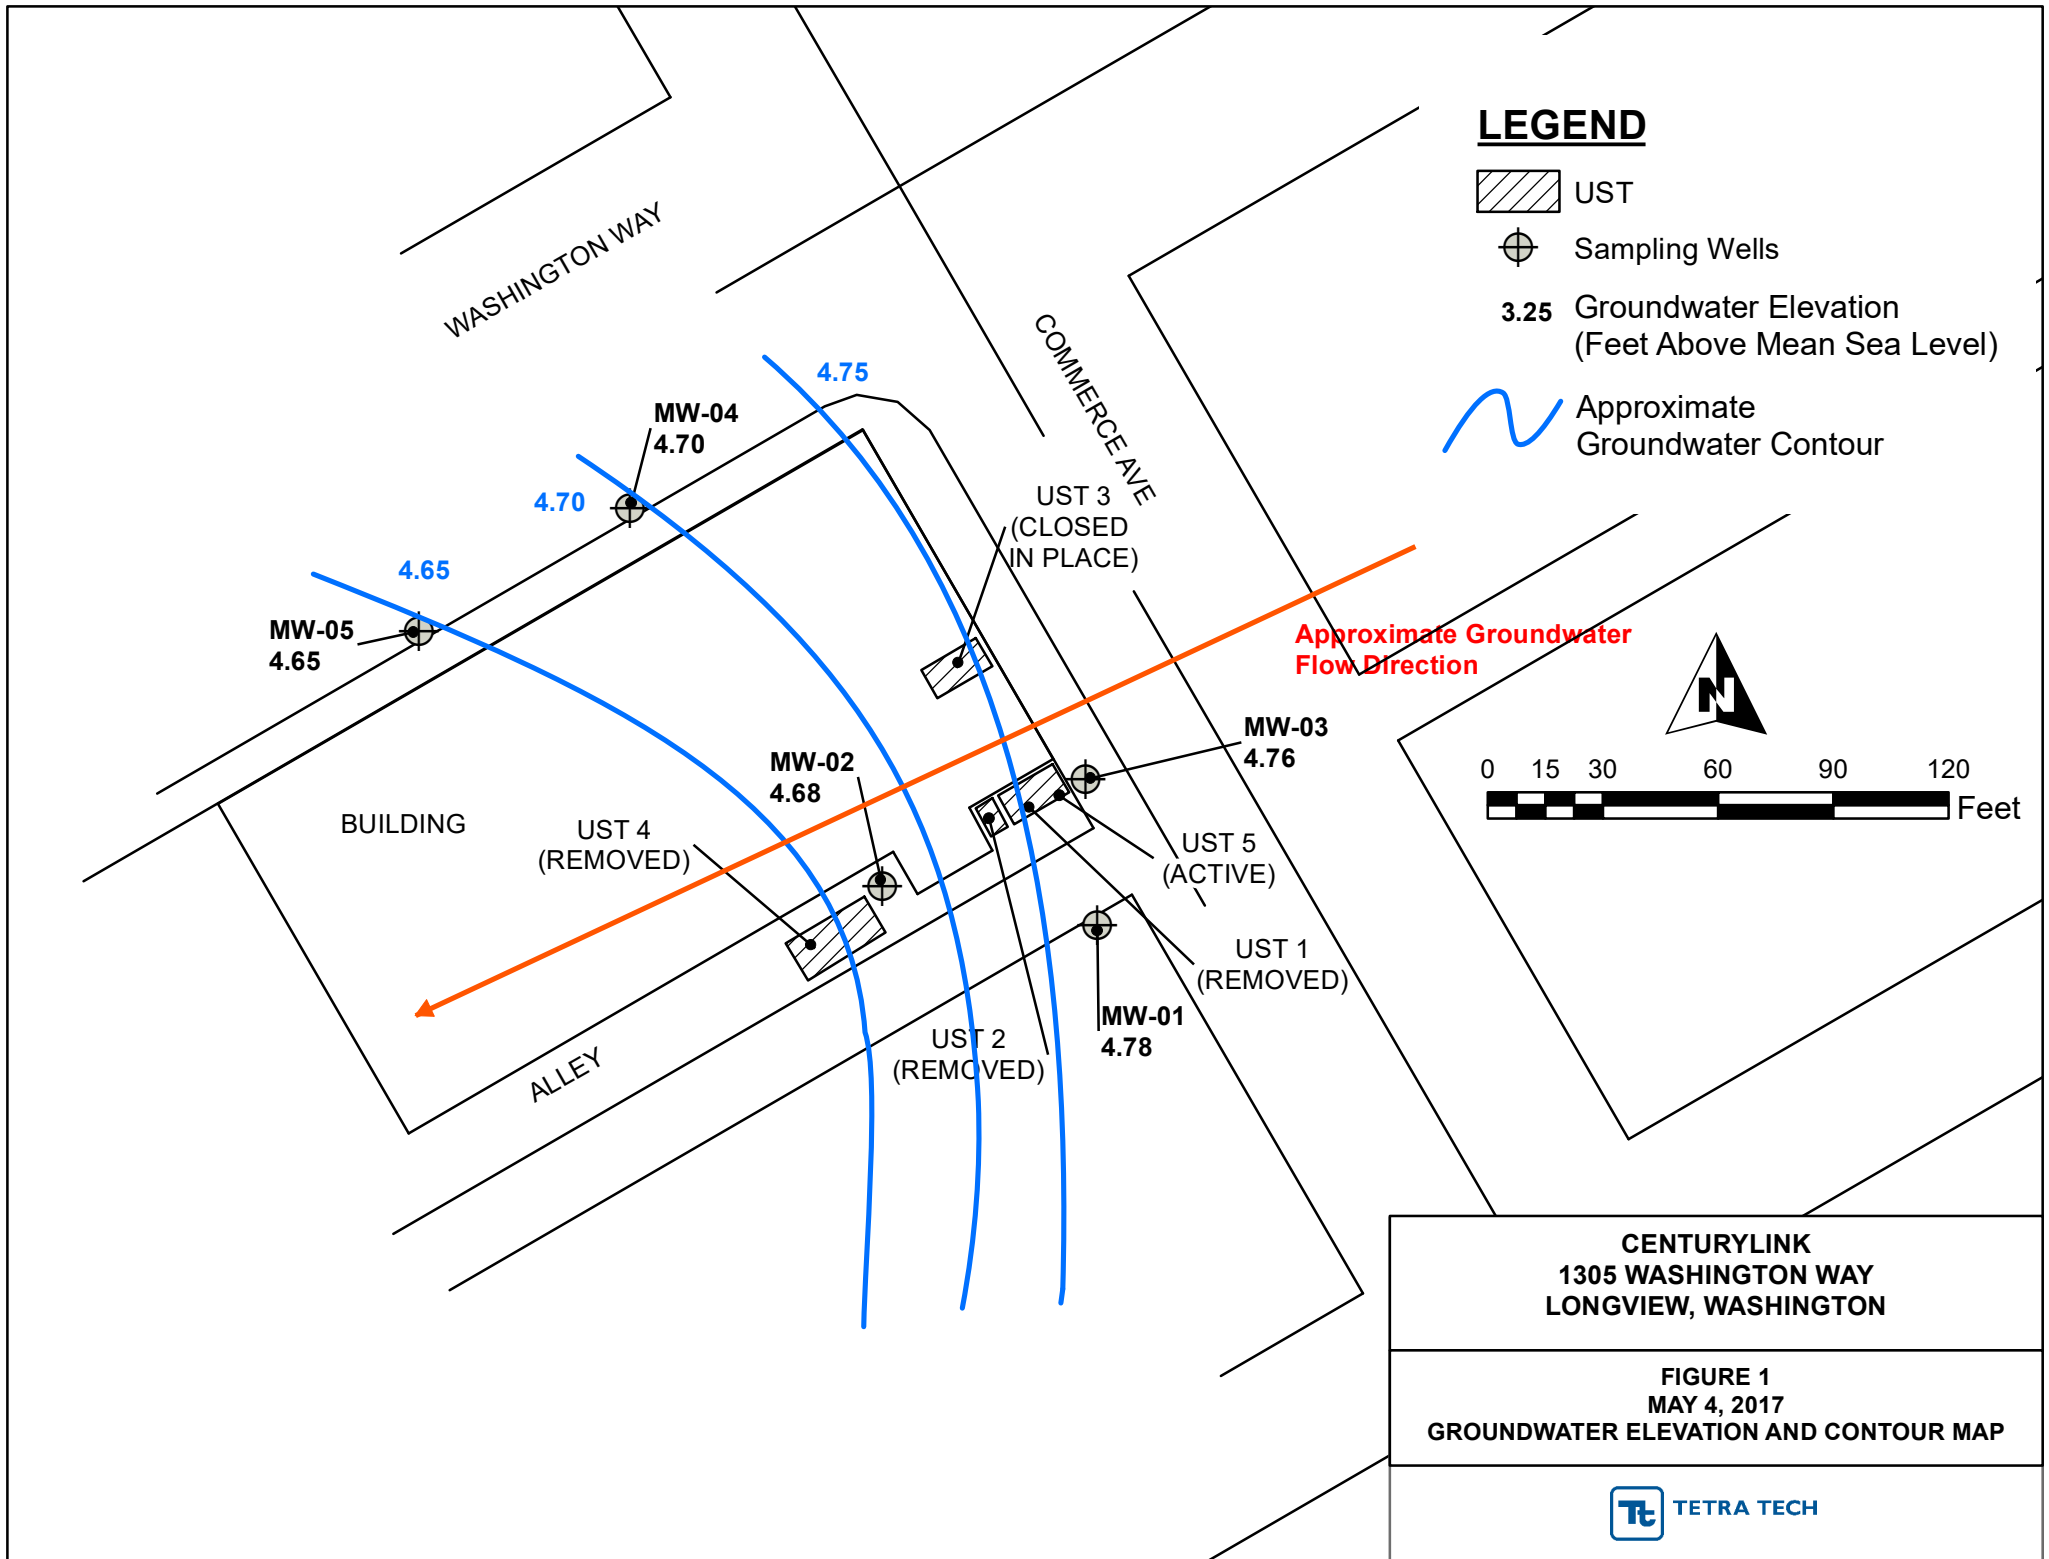 LEGEND
UST
Sampling Wells
3.25 Groundwater Elevation
(Feet Above Mean Sea Level)
Approximate
Groundwater Contour
WASHINGTON WAY
COMMERCE AVE
4.75
MW-04
4.70
4.70
4.65
MW-05
4.65
UST 3
(CLOSED
IN PLACE)
Approximate Groundwater
Flow Direction
N
MW-03
4.76
MW-02
4.68
0 15 30 60 90 120
Feet
BUILDING
UST 4
(REMOVED)
UST 5
(ACTIVE)
UST 1
(REMOVED)
MW-01
4.78
UST 2
(REMOVED)
ALLEY
CENTURYLINK
1305 WASHINGTON WAY
LONGVIEW, WASHINGTON
FIGURE 1
MAY 4, 2017
GROUNDWATER ELEVATION AND CONTOUR MAP
Tt TETRA TECH